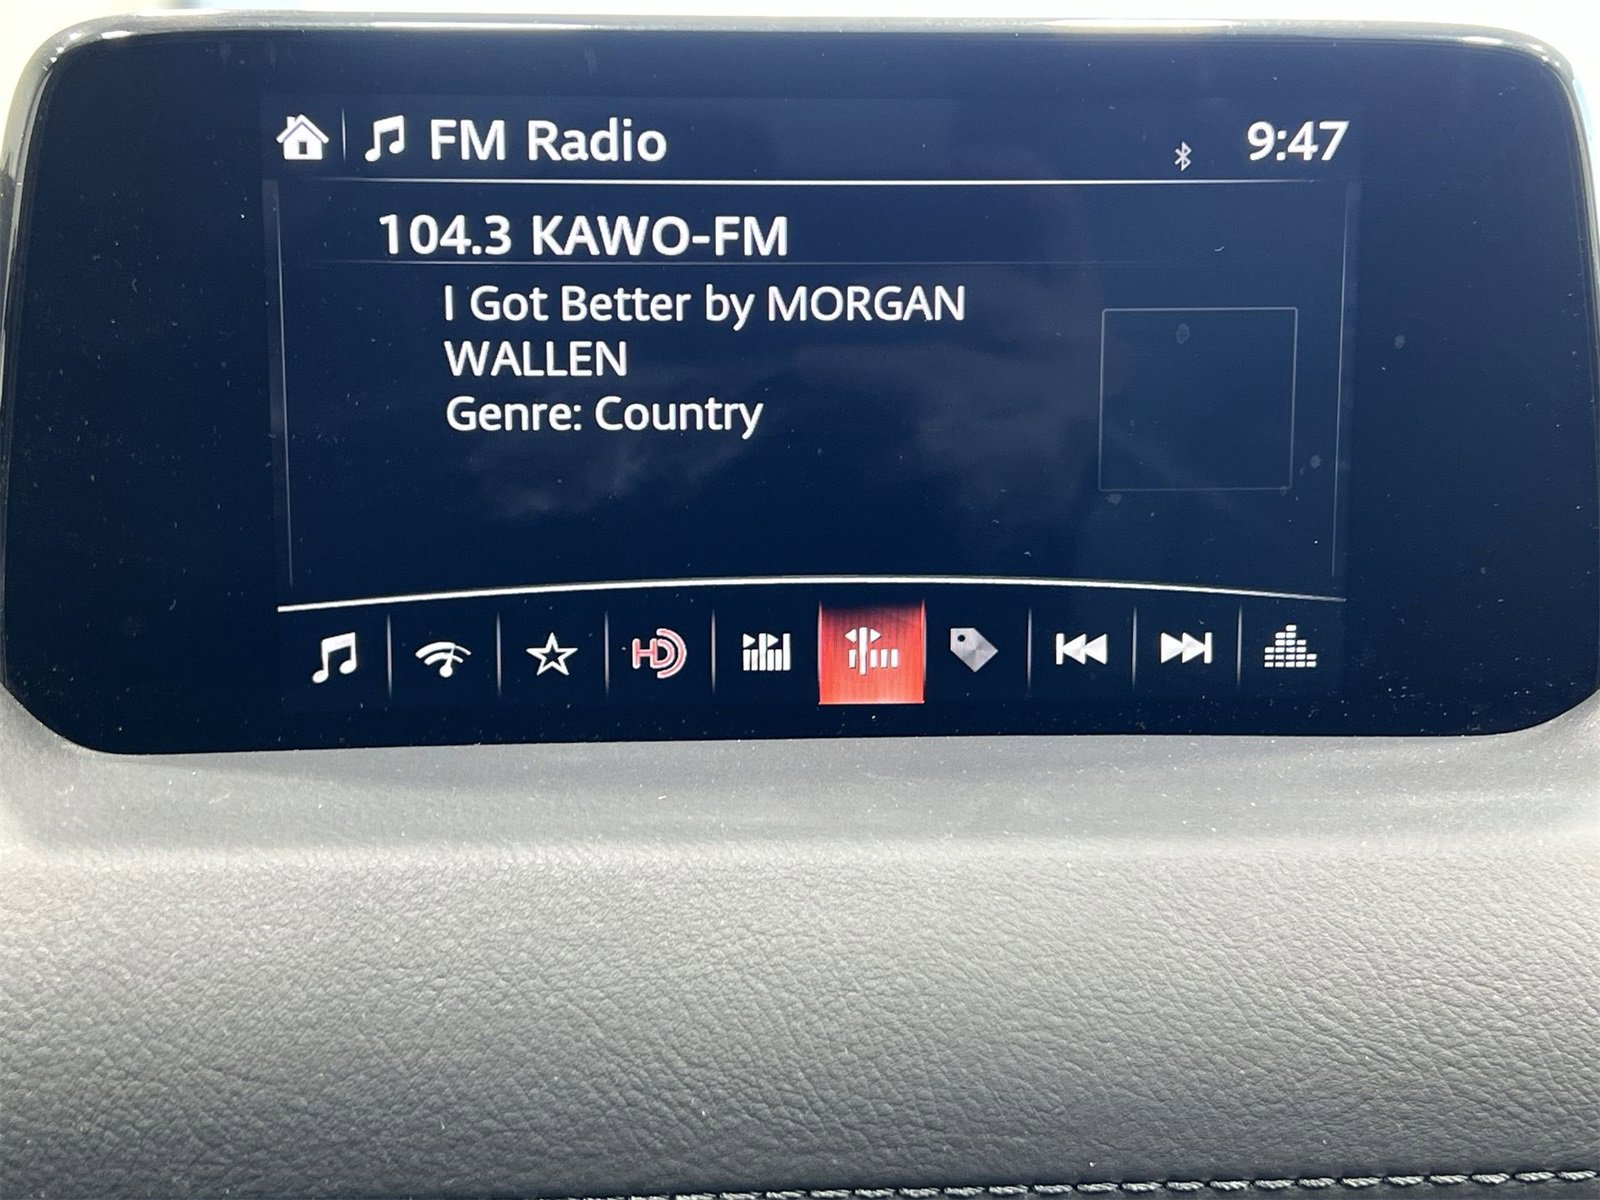 FM Radio
9:47
104.3 KAWO-FM
I Got Better by MORGAN
WALLEN
Genre: Country
HD